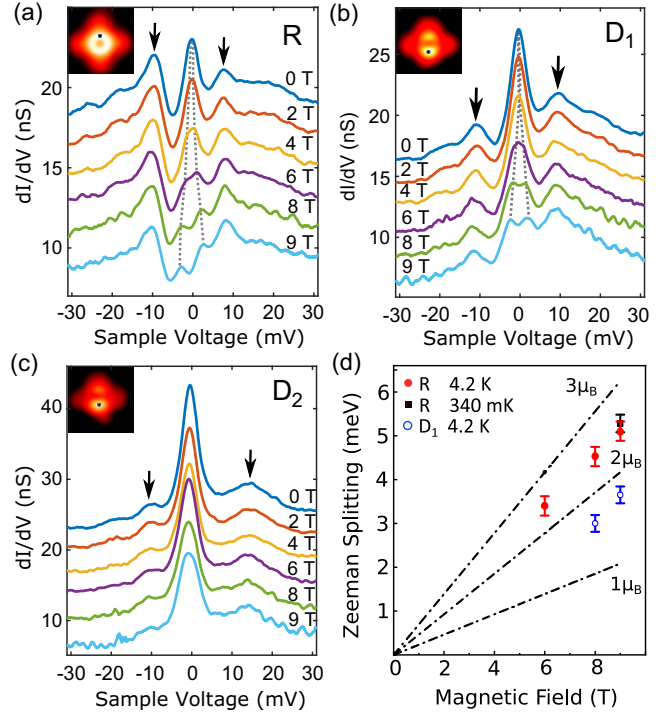 (a)
R
0 T
2 T
4 T
6 T
8 T
9 T
25
20
15
10
dI/dV (nS)
-30 -20 -10 0 10 20 30
Sample Voltage (mV)
(b)
D1
0 T
2 T
4 T
6 T
8 T
9 T
25
20
15
10
dI/dV (nS)
-30 -20 -10 0 10 20 30
Sample Voltage (mV)
(c)
D2
0 T
2 T
4 T
6 T
8 T
9 T
40
30
20
10
dI/dV (nS)
-30 -20 -10 0 10 20 30
Sample Voltage (mV)
(d)
R 4.2 K
R 340 mK
D1 4.2 K
3μB
2μB
1μB
6
5
4
3
2
1
Zeeman Splitting (meV)
0 2 4 6 8 10
Magnetic Field (T)